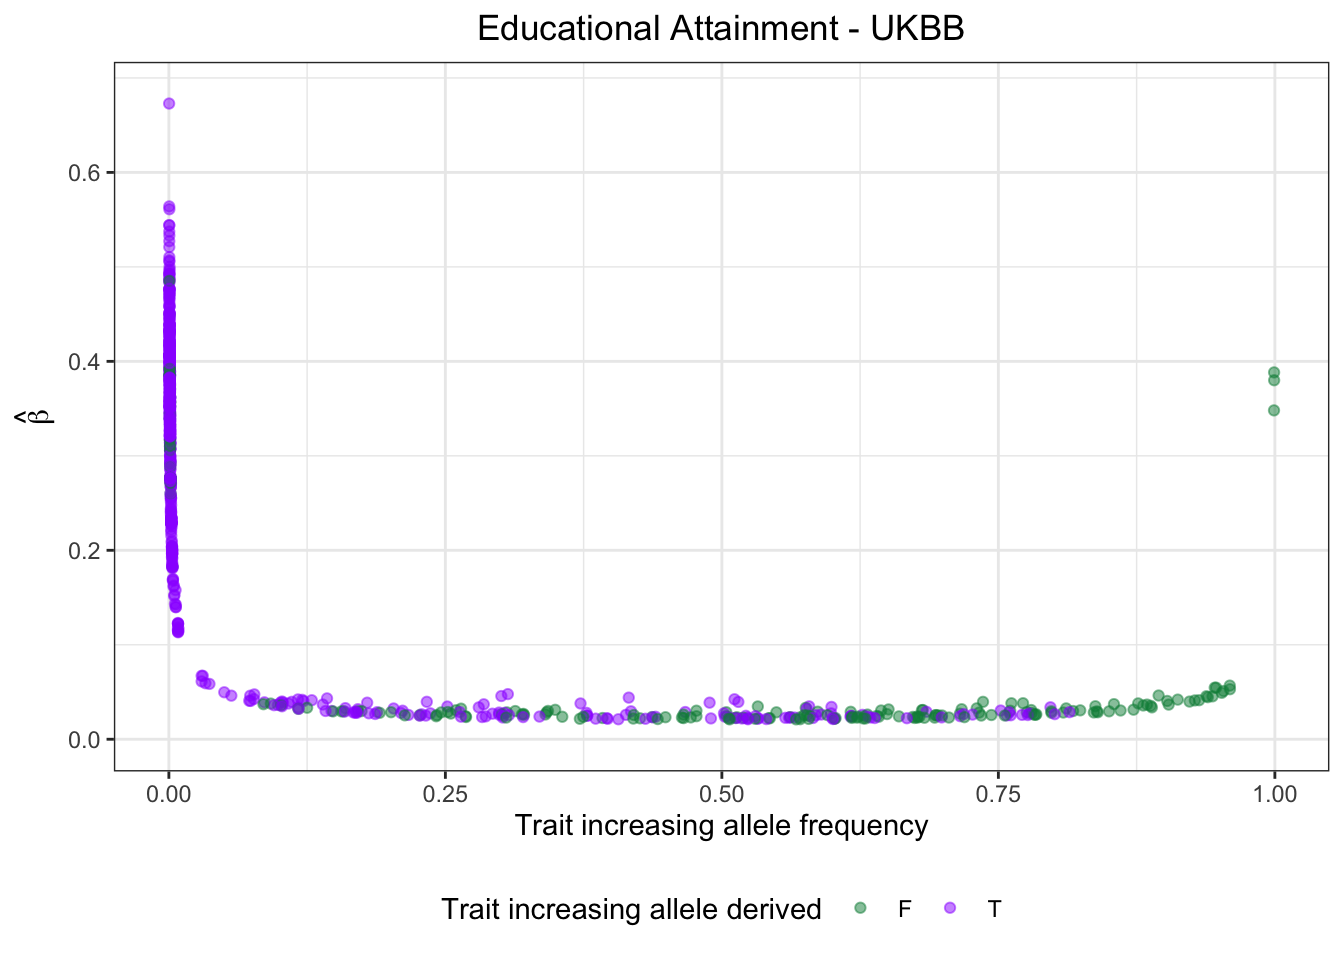 Educational Attainment - UKBB
0.6
0.4
0.2
0.0
β̂
0.00 0.25 0.50 0.75 1.00
Trait increasing allele frequency
Trait increasing allele derived F T